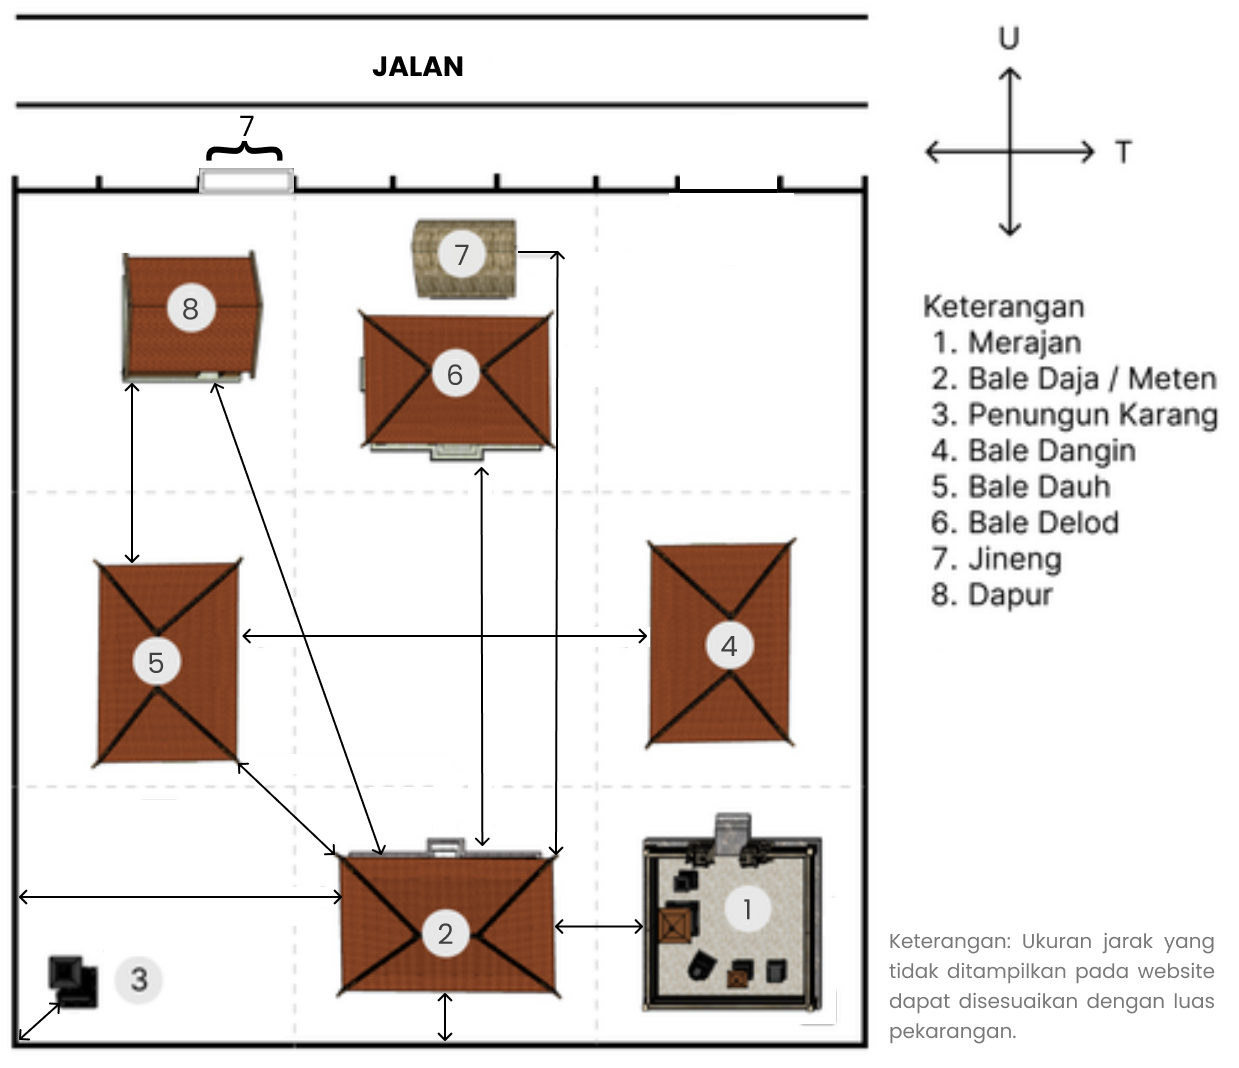 JALAN
7
U
T
7
8
6
5
4
1
2
3
Keterangan
1. Merajan
2. Bale Daja / Meten
3. Penungun Karang
4. Bale Dangin
5. Bale Dauh
6. Bale Delod
7. Jineng
8. Dapur
Keterangan: Ukuran jarak yang
tidak ditampilkan pada website
dapat disesuaikan dengan luas
pekarangan.